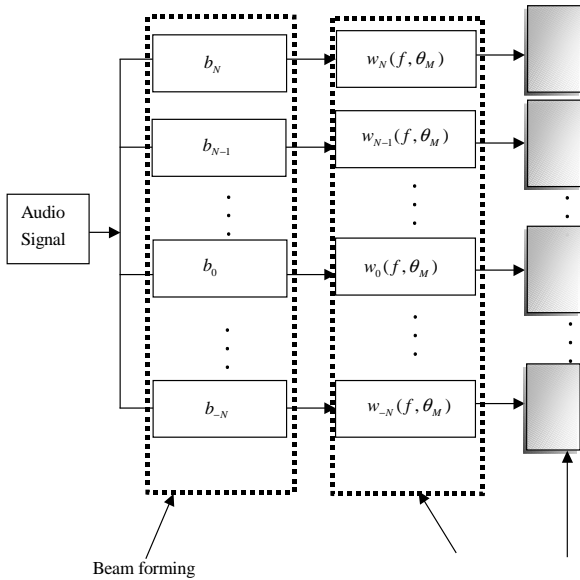 b_N
w_N(f, θ_M)
b_{N-1}
w_{N-1}(f, θ_M)
Audio
Signal
b_0
w_0(f, θ_M)
b_{-N}
w_{-N}(f, θ_M)
Beam forming